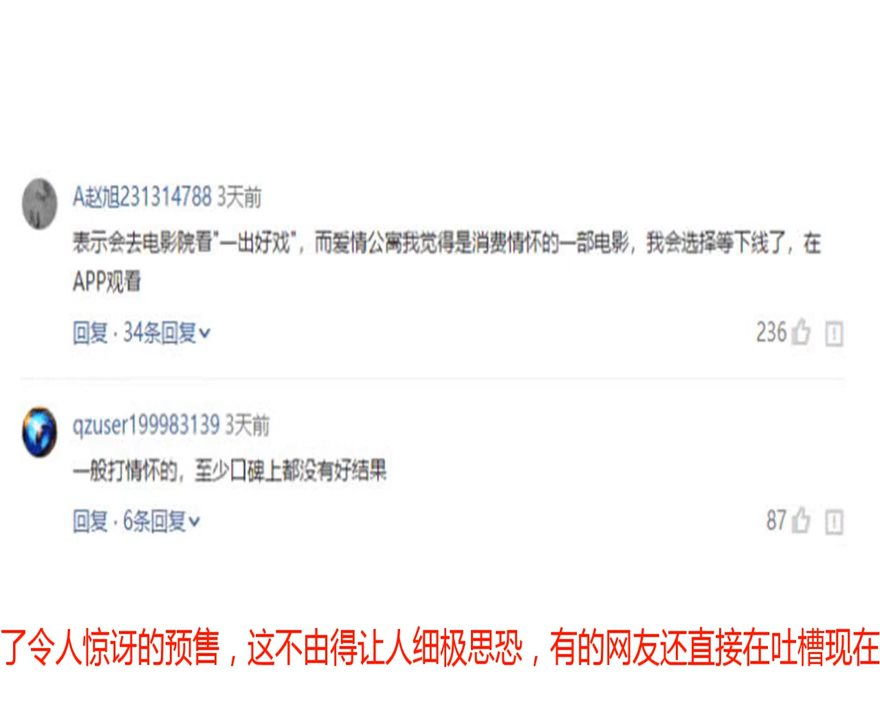 A赵旭231314788 3天前
表示会去电影院看"一出好戏"，而爱情公寓我觉得是消费情怀的一部电影，我会选择等下线了，在
APP观看
回复 · 34条回复
236
qzuser199983139 3天前
一般打情怀的，至少口碑上都没有好结果
回复 · 6条回复
87
了令人惊讶的预售，这不由得让人细极思恐，有的网友还直接在吐槽现在